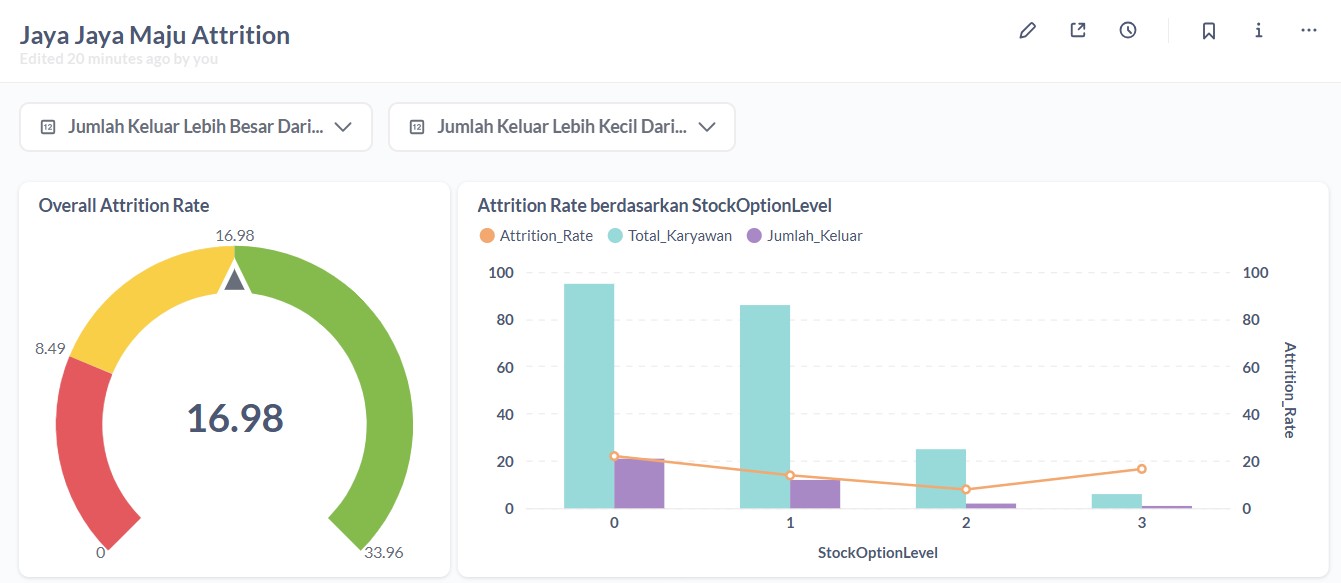 Jaya Jaya Maju Attrition
Edited 20 minutes ago by you
12 Jumlah Keluar Lebih Besar Dari...
12 Jumlah Keluar Lebih Kecil Dari...
Overall Attrition Rate
16.98
8.49
16.98
0
33.96
Attrition Rate berdasarkan StockOptionLevel
Attrition_Rate Total_Karyawan Jumlah_Keluar
100 100
80 80
60 60
40 40
20 20
0 0
Attrition_Rate
0 1 2 3
StockOptionLevel